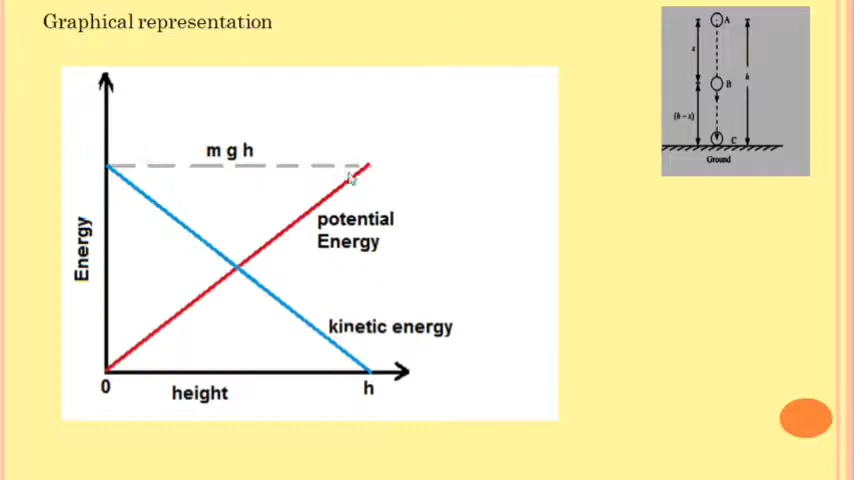 Graphical representation
A
x
h
B
(h – x)
C
Ground
m g h
potential
Energy
Energy
kinetic energy
0
height
h